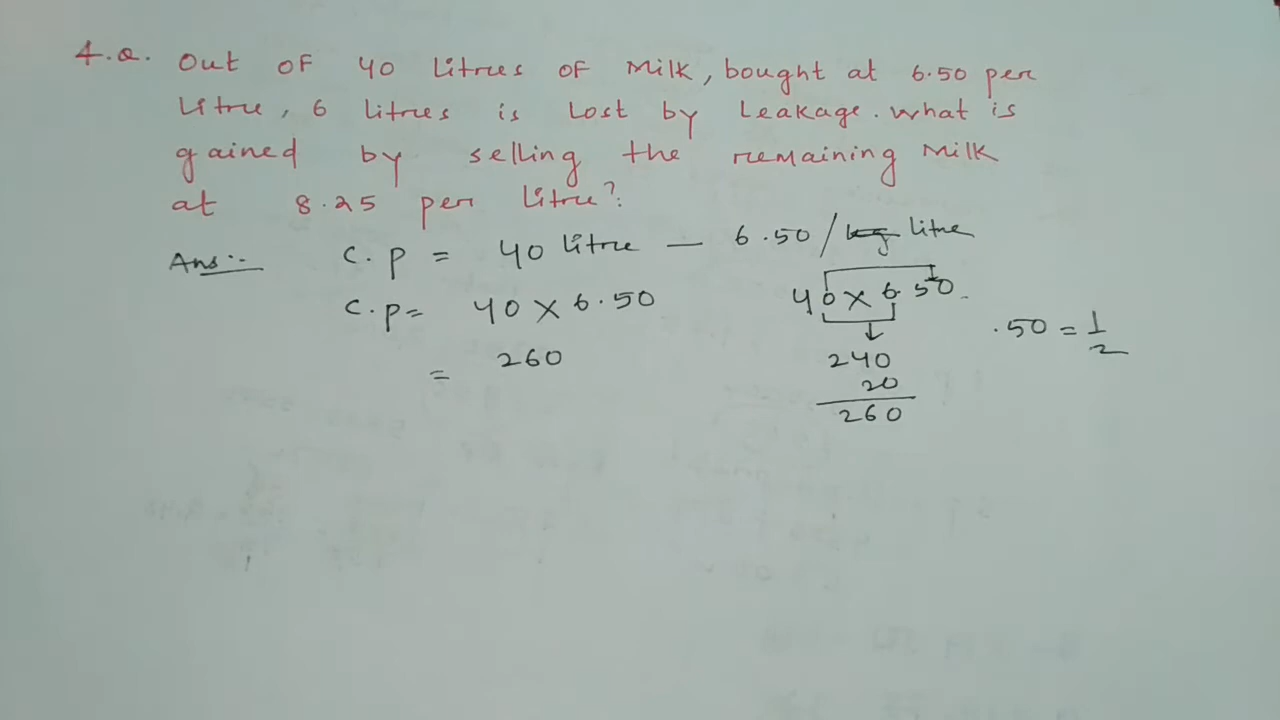 4.Q. Out of 40 Litres of Milk, bought at 6.50 per
Litre, 6 litres is Lost by Leakage. what is
gained by selling the remaining Milk
at 8.25 per litre?
Ans:- C.P = 40 litre — 6.50/kg litre
C.P = 40 × 6.50
= 260
40 × 6.50
.50 = 1/2
240
20
260